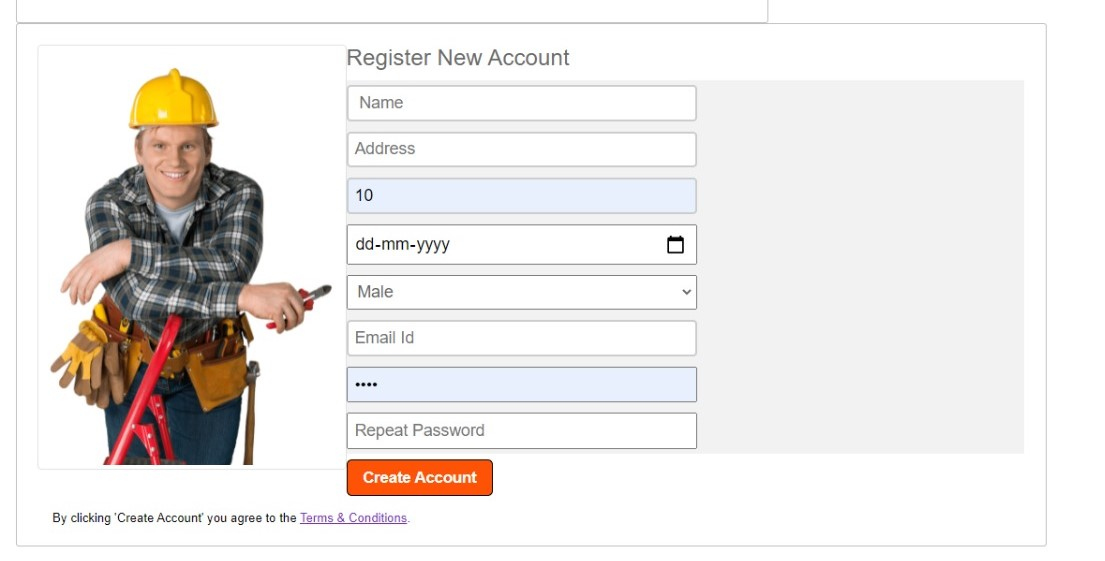 Register New Account
Name
Address
10
dd-mm-yyyy
Male
Email Id
••••
Repeat Password
Create Account
By clicking 'Create Account' you agree to the Terms & Conditions.